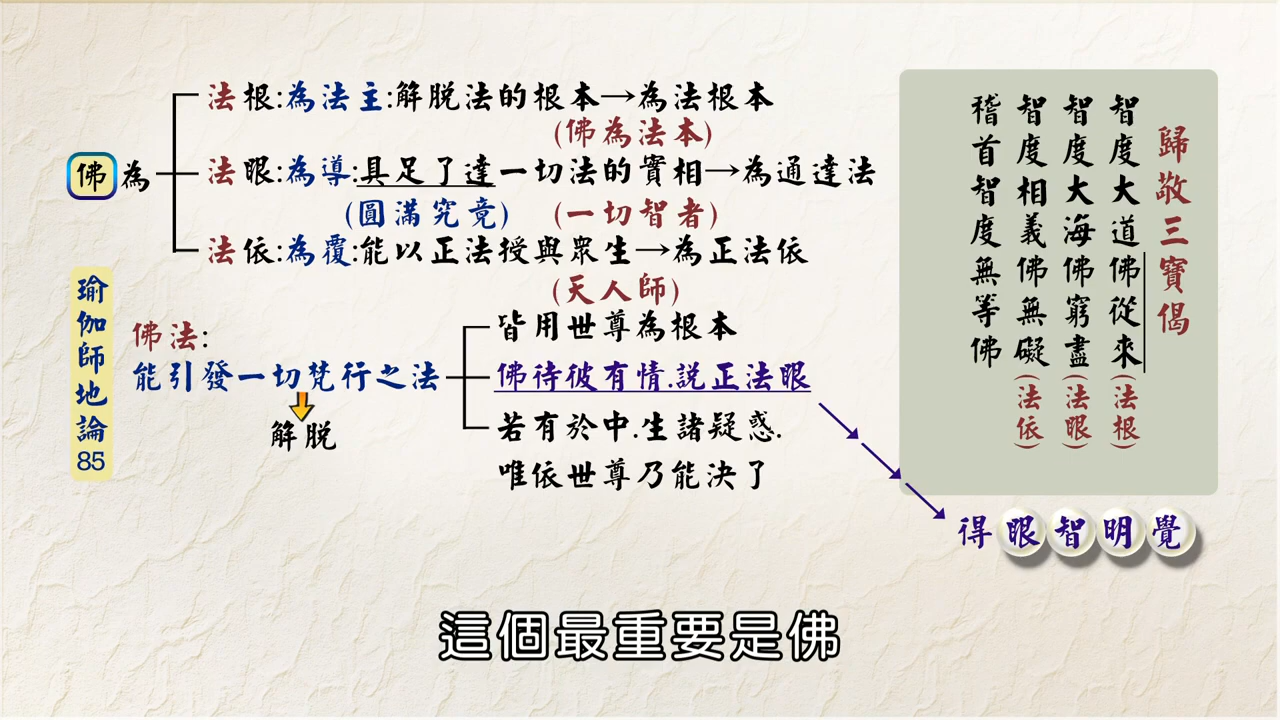 法根:為法主:解脫法的根本→為法根本
(佛為法本)
佛為
法眼:為導:具足了達一切法的實相→為通達法
(圓滿究竟) (一切智者)
法依:為覆:能以正法授與眾生→為正法依
(天人師)
瑜伽師地論85
佛法:
能引發一切梵行之法
解脫
皆用世尊為根本
佛待彼有情.説正法眼
若有於中.生諸疑惑.
唯依世尊乃能決了
歸敬三寶偈
智度大道佛從來(法根)
智度大海佛窮盡(法眼)
智度相義佛無礙(法依)
稽首智度無等佛
得眼智明覺
這個最重要是佛